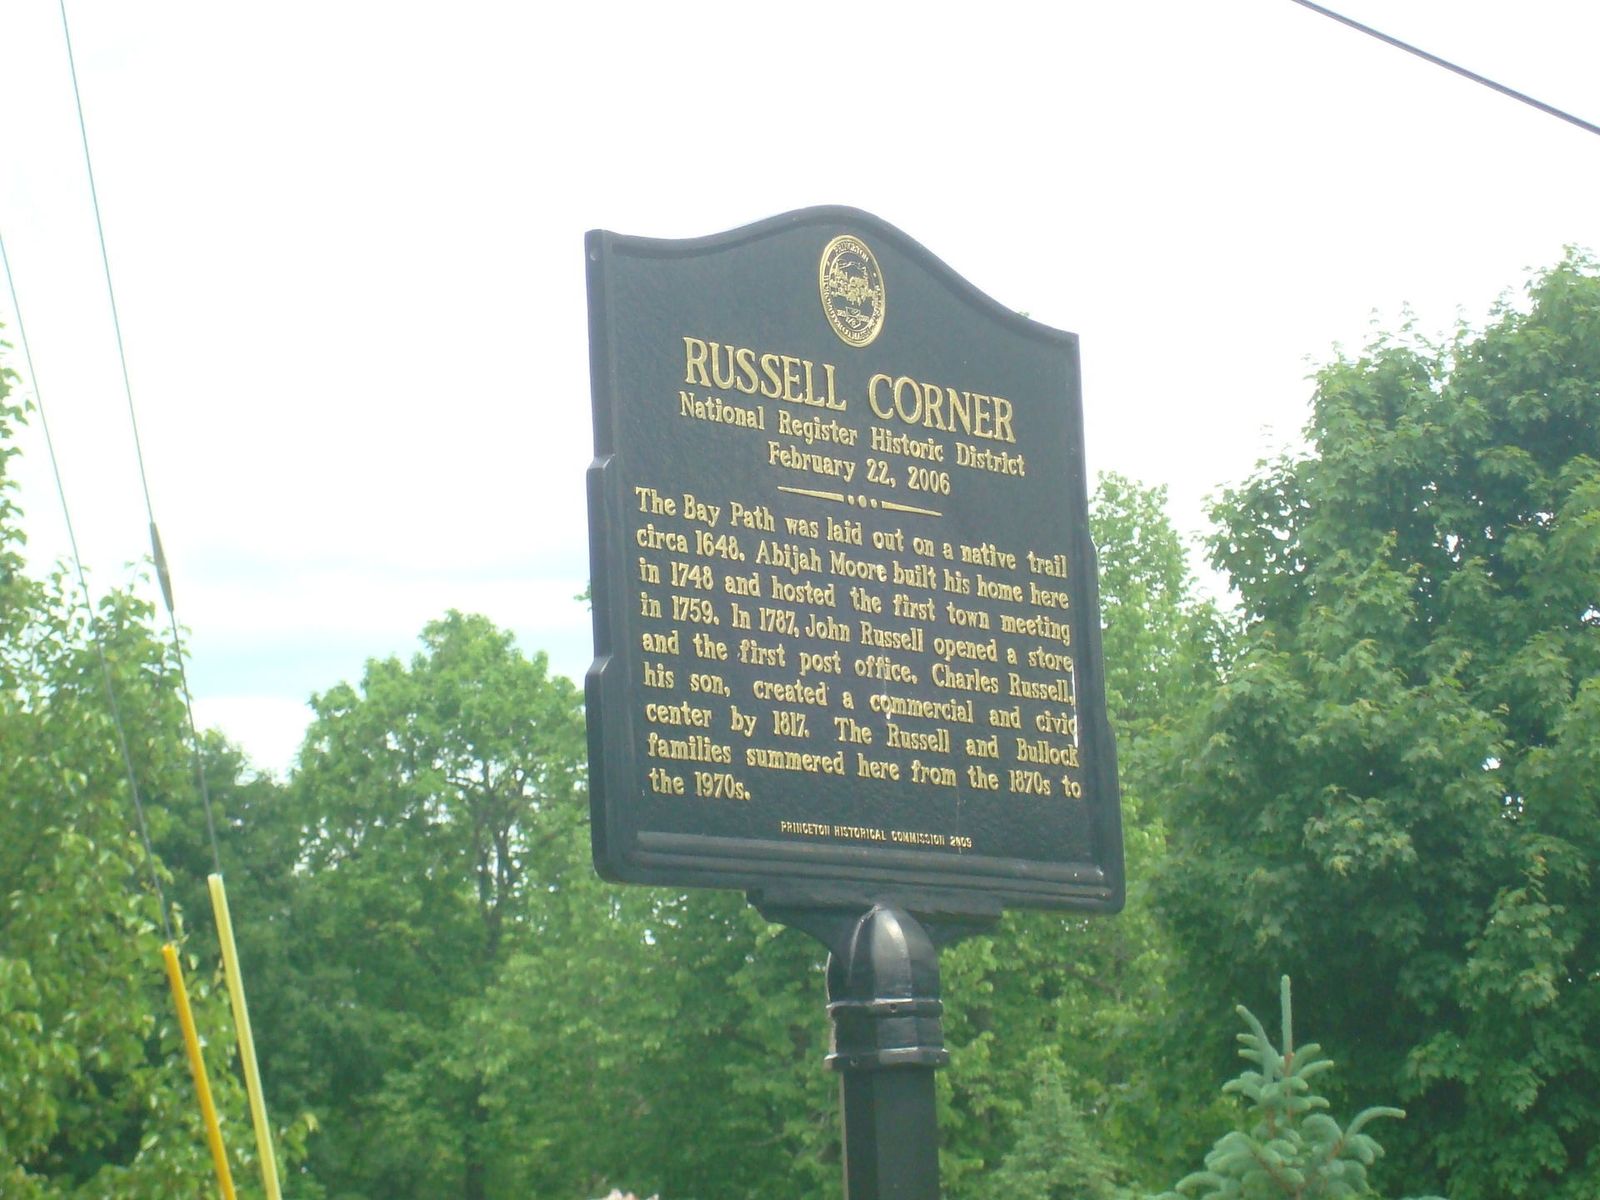 PRINCETON
RUSSELL CORNER
National Register Historic District
February 22, 2006
The Bay Path was laid out on a native trail
circa 1648. Abijah Moore built his home here
in 1748 and hosted the first town meeting
in 1759. In 1787, John Russell opened a store
and the first post office. Charles Russell,
his son, created a commercial and civic
center by 1817. The Russell and Bullock
families summered here from the 1870s to
the 1970s.
PRINCETON HISTORICAL COMMISSION 2009